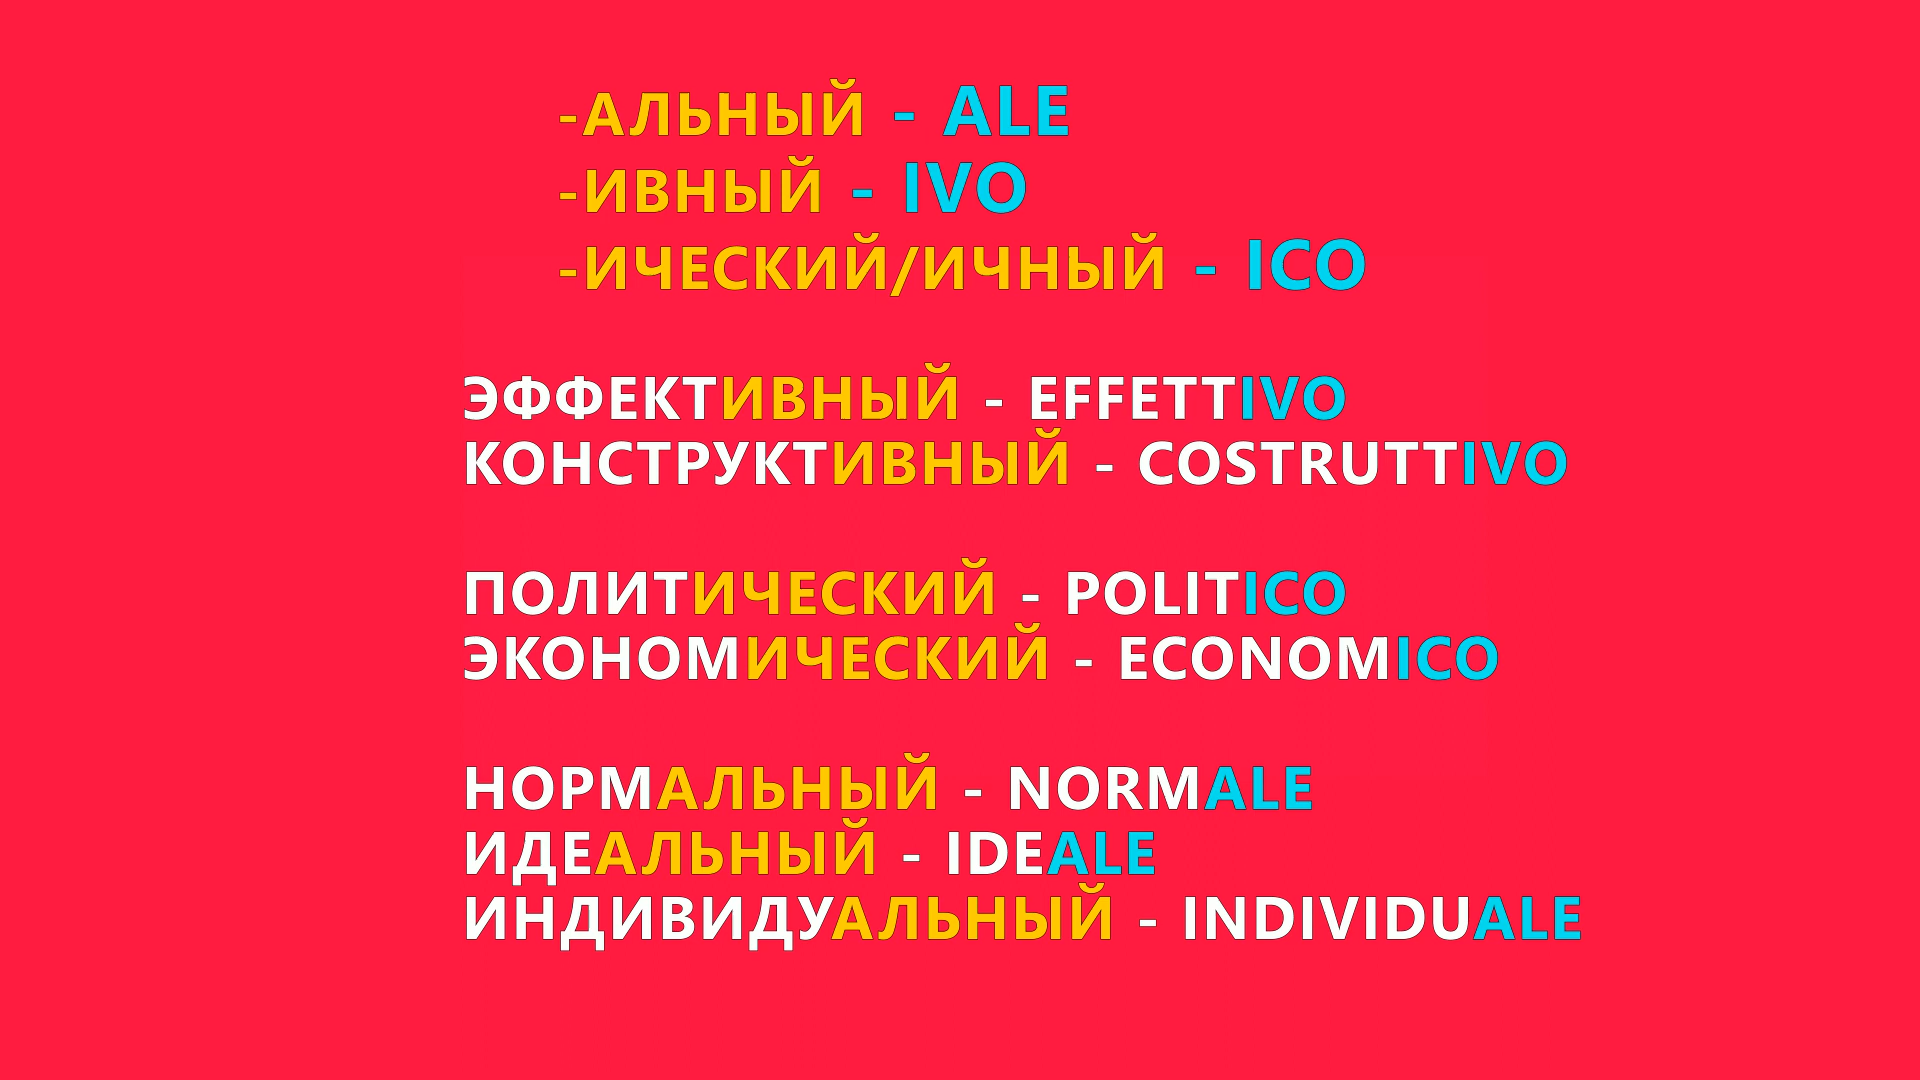 -АЛЬНЫЙ - ALE
-ИВНЫЙ - IVO
-ИЧЕСКИЙ/ИЧНЫЙ - ICO
ЭФФЕКТИВНЫЙ - EFFETTIVO
КОНСТРУКТИВНЫЙ - COSTRUTTIVO
ПОЛИТИЧЕСКИЙ - POLITICO
ЭКОНОМИЧЕСКИЙ - ECONOMICO
НОРМАЛЬНЫЙ - NORMALE
ИДЕАЛЬНЫЙ - IDEALE
ИНДИВИДУАЛЬНЫЙ - INDIVIDUALE